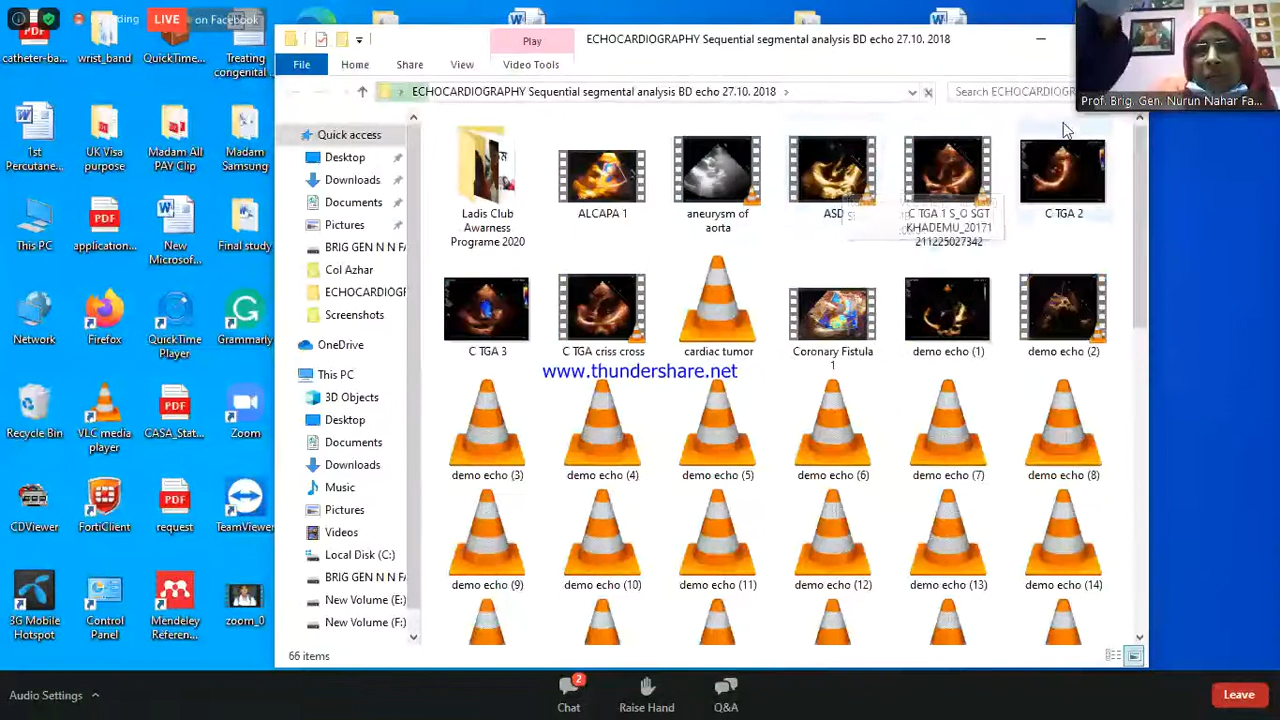 LIVE
on Facebook
ding
catheter-ba...
wrist_band
QuickTime...
Treating
congenital
1st
Percutane...
UK Visa
purpose
Madam All
PAY Clip
Madam
Samsung
This PC
application...
New
Microsof...
Final study
Network
Firefox
QuickTime
Player
Grammarly
Recycle Bin
VLC media
player
CASA_Stat...
Zoom
CDViewer
FortiClient
request
TeamViewer
3G Mobile
Hotspot
Control
Panel
Mendeley
Referen...
zoom_0
Play
ECHOCARDIOGRAPHY Sequential segmental analysis BD echo 27.10. 2018
File
Home
Share
View
Video Tools
ECHOCARDIOGRAPHY Sequential segmental analysis BD echo 27.10. 2018
Search ECHOCARDIOGR
Prof. Brig. Gen. Nurun Nahar Fa...
Quick access
Desktop
Downloads
Documents
Pictures
BRIG GEN N N FA
Col Azhar
ECHOCARDIOGR
Screenshots
OneDrive
This PC
3D Objects
Desktop
Documents
Downloads
Music
Pictures
Videos
Local Disk (C:)
BRIG GEN N N FA
New Volume (E:)
New Volume (F:)
Ladis Club
Awarness
Programe 2020
ALCAPA 1
aneurysm of
aorta
ASD
C TGA 1 S_O SGT
KHADEMU_20171
211225027342
C TGA 2
C TGA 3
C TGA criss cross
cardiac tumor
Coronary Fistula
1
demo echo (1)
demo echo (2)
www.thundershare.net
demo echo (3)
demo echo (4)
demo echo (5)
demo echo (6)
demo echo (7)
demo echo (8)
demo echo (9)
demo echo (10)
demo echo (11)
demo echo (12)
demo echo (13)
demo echo (14)
66 items
Audio Settings
2
Chat
Raise Hand
Q&A
Leave